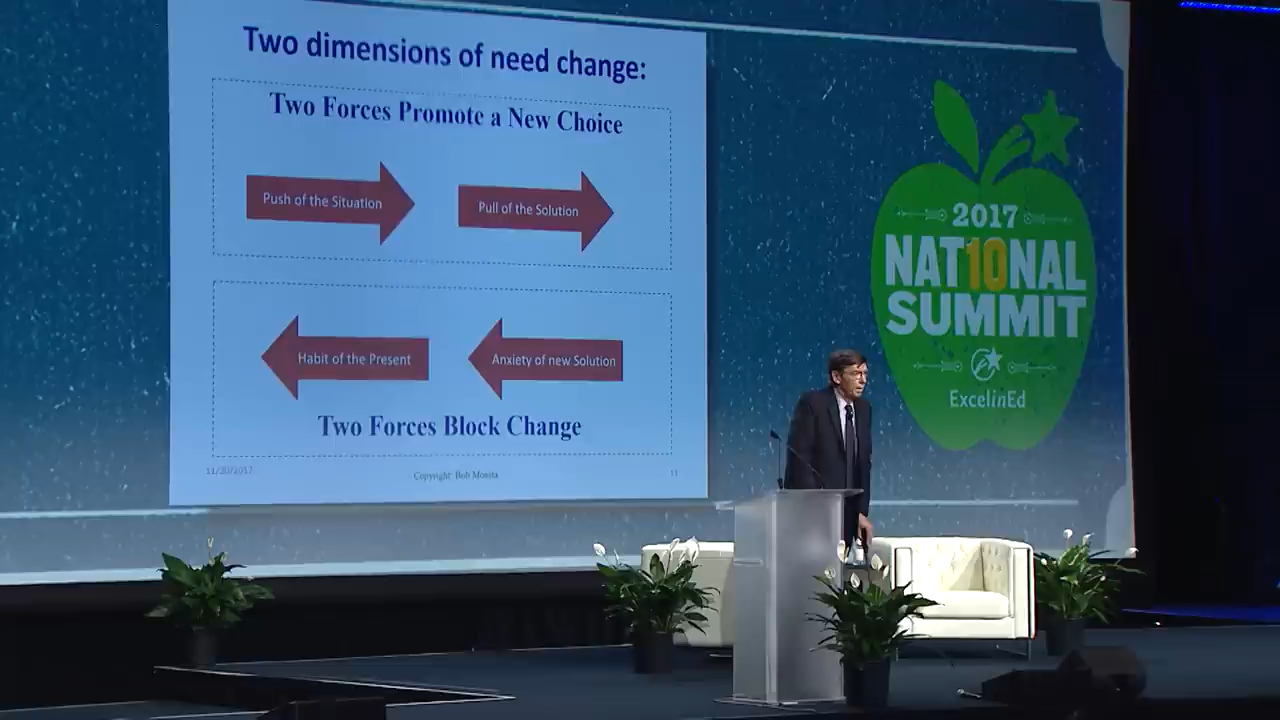 Two dimensions of need change:
Two Forces Promote a New Choice
Push of the Situation
Pull of the Solution
Habit of the Present
Anxiety of new Solution
Two Forces Block Change
11/20/2017
Copyright: Bob Moesta
11
2017
NAT10NAL
SUMMIT
ExcelinEd